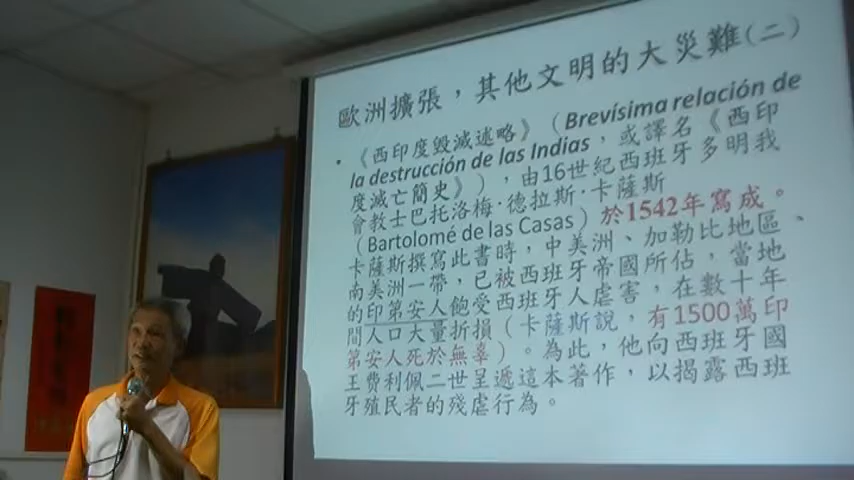 歐洲擴張，其他文明的大災難(二)
• 《西印度毀滅述略》（Brevísima relación de
la destrucción de las Indias，或譯名《西印
度滅亡簡史》），由16世紀西班牙多明我
會教士巴托洛梅·德拉斯·卡薩斯
（Bartolomé de las Casas）於1542年寫成。
卡薩斯撰寫此書時，中美洲、加勒比地區、
南美洲一帶，已被西班牙帝國所佔，當地
的印第安人飽受西班牙人虐害，在數十年
間人口大量折損（卡薩斯說，有1500萬印
第安人死於無辜）。為此，他向西班牙國
王費利佩二世呈遞這本著作，以揭露西班
牙殖民者的殘虐行為。